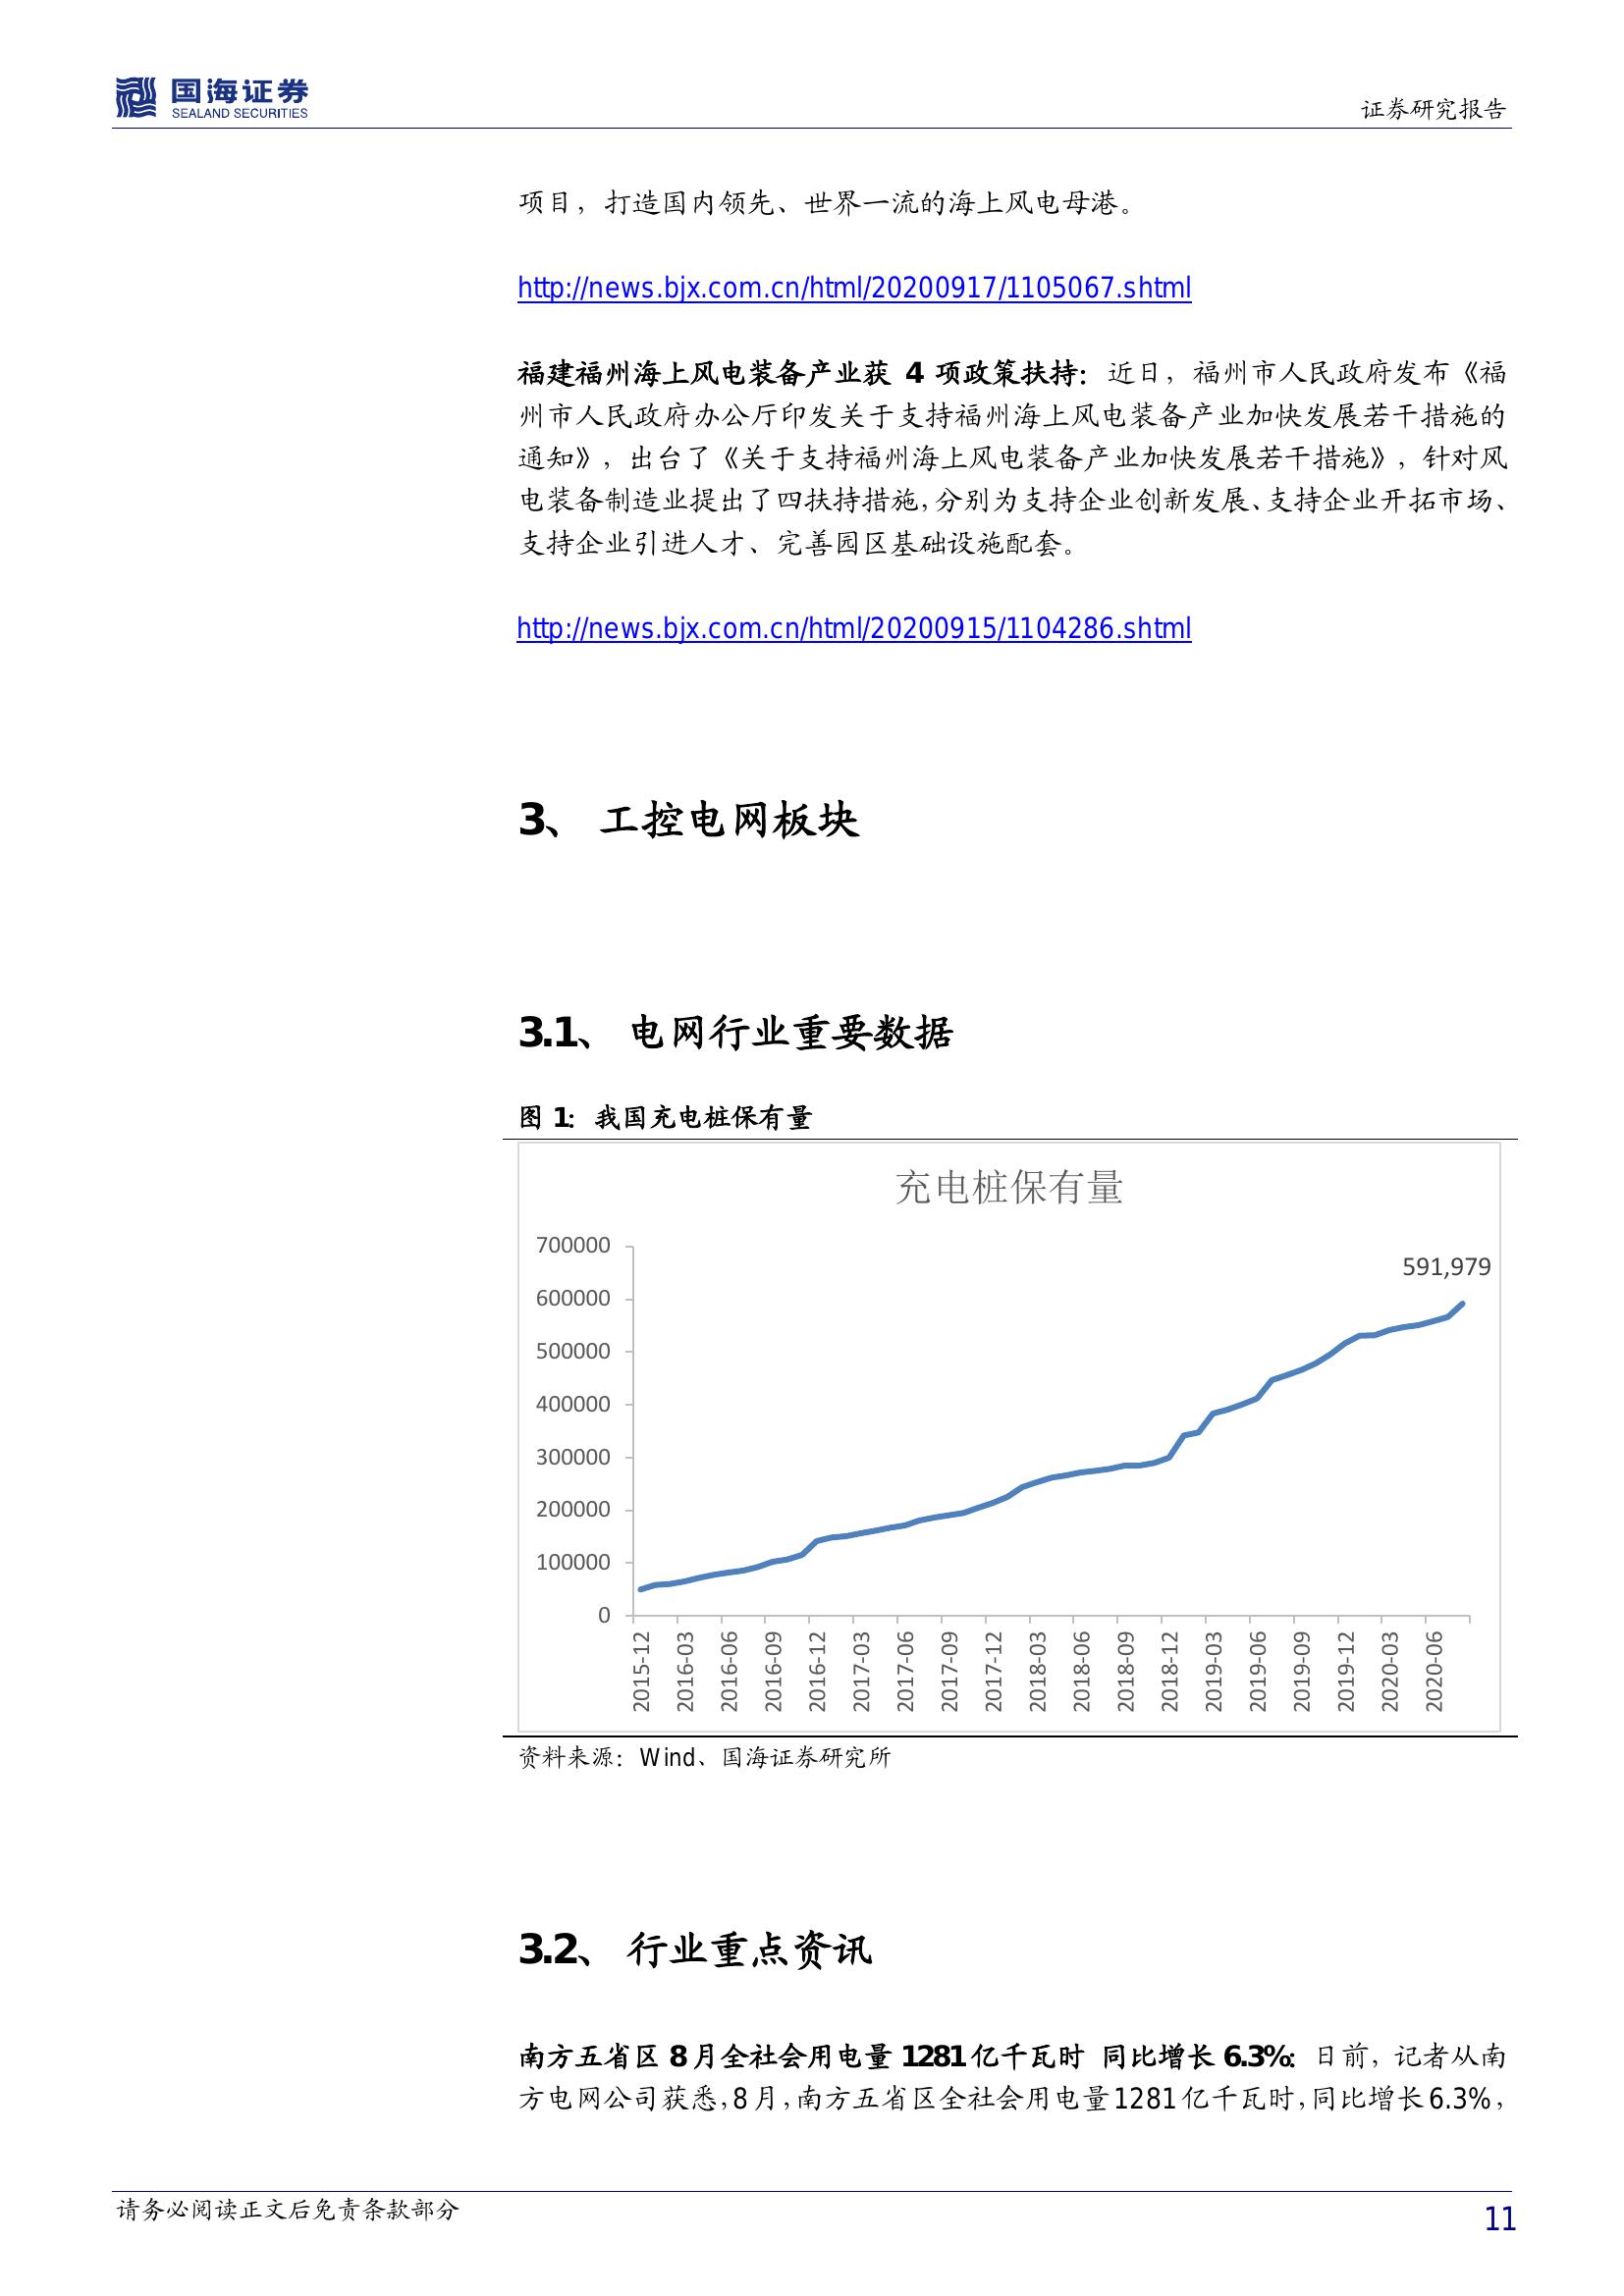 国海证券
SEALAND SECURITIES
证券研究报告
项目，打造国内领先、世界一流的海上风电母港。
http://news.bjx.com.cn/html/20200917/1105067.shtml
福建福州海上风电装备产业获 4 项政策扶持：近日，福州市人民政府发布《福
州市人民政府办公厅印发关于支持福州海上风电装备产业加快发展若干措施的
通知》，出台了《关于支持福州海上风电装备产业加快发展若干措施》，针对风
电装备制造业提出了四扶持措施，分别为支持企业创新发展、支持企业开拓市场、
支持企业引进人才、完善园区基础设施配套。
http://news.bjx.com.cn/html/20200915/1104286.shtml
3、 工控电网板块
3.1、 电网行业重要数据
图 1：我国充电桩保有量
充电桩保有量
700000
591,979
600000
500000
400000
300000
200000
100000
0
2015-12
2016-03
2016-06
2016-09
2016-12
2017-03
2017-06
2017-09
2017-12
2018-03
2018-06
2018-09
2018-12
2019-03
2019-06
2019-09
2019-12
2020-03
2020-06
资料来源：Wind、国海证券研究所
3.2、 行业重点资讯
南方五省区 8 月全社会用电量 1281 亿千瓦时 同比增长 6.3%：日前，记者从南
方电网公司获悉，8 月，南方五省区全社会用电量 1281 亿千瓦时，同比增长 6.3%，
请务必阅读正文后免责条款部分
11